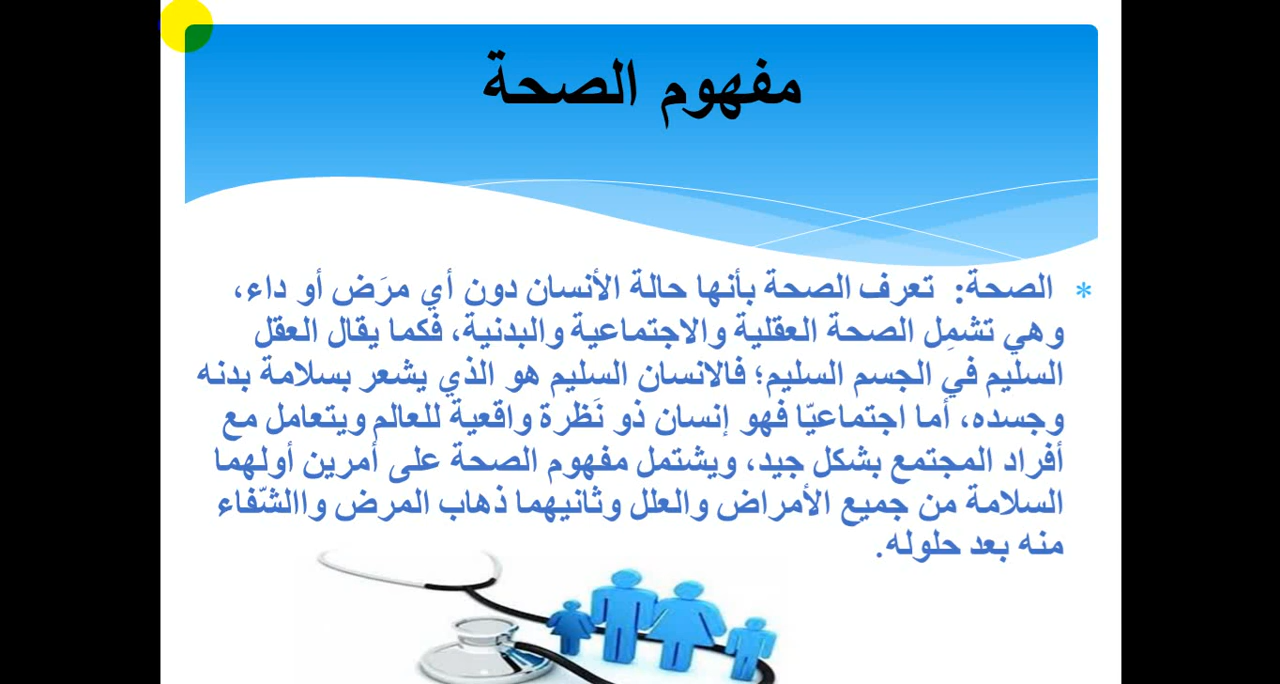 مفهوم الصحة
* الصحة: تعرف الصحة بأنها حالة الأنسان دون أي مرَض أو داء،
وهي تشمِل الصحة العقلية والاجتماعية والبدنية، فكما يقال العقل
السليم في الجسم السليم؛ فالانسان السليم هو الذي يشعر بسلامة بدنه
وجسده، أما اجتماعيّا فهو إنسان ذو نَظرة واقعية للعالم ويتعامل مع
أفراد المجتمع بشكل جيد، ويشتمل مفهوم الصحة على أمرين أولهما
السلامة من جميع الأمراض والعلل وثانيهما ذهاب المرض واالشّفاء
منه بعد حلوله.